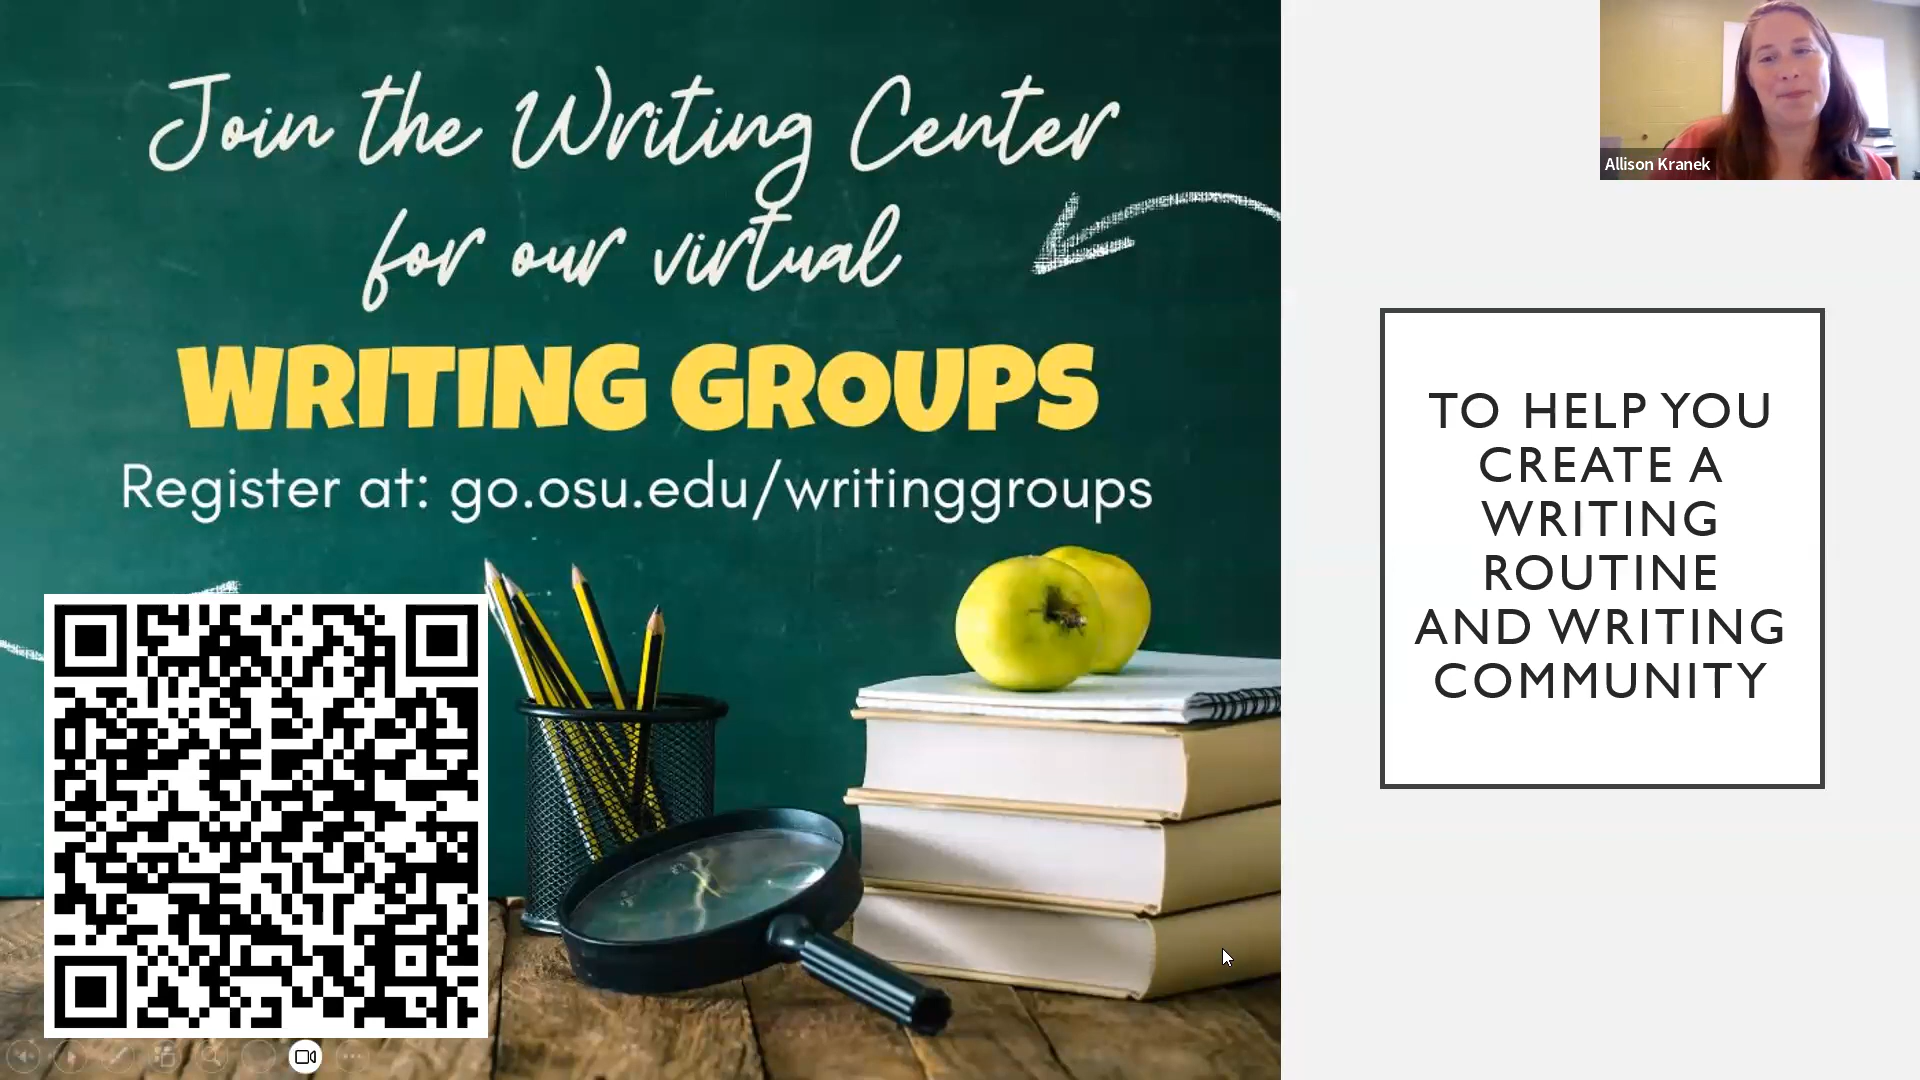 Join the Writing Center
for our virtual
WRITING GROUPS
Register at: go.osu.edu/writinggroups
Allison Kranek
TO HELP YOU
CREATE A
WRITING
ROUTINE
AND WRITING
COMMUNITY